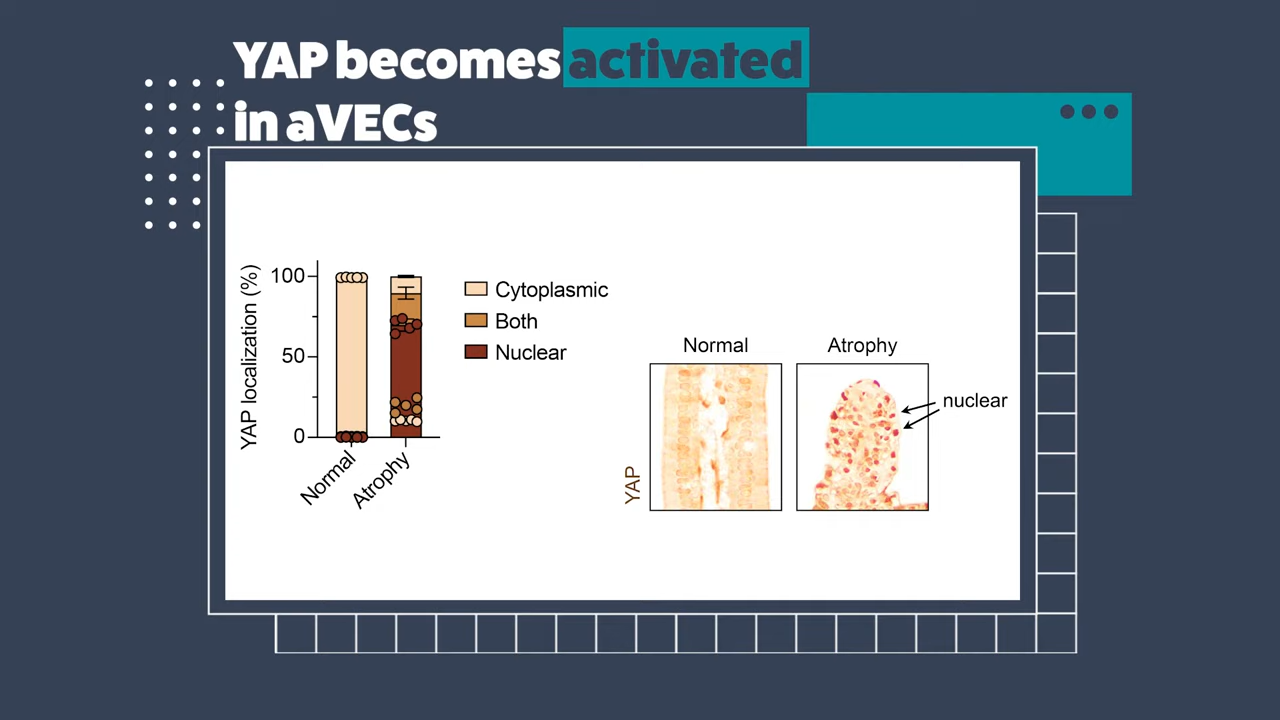 YAP becomes activated
in aVECs
YAP localization (%)
100
50
0
Normal
Atrophy
Cytoplasmic
Both
Nuclear
Normal
Atrophy
nuclear
YAP